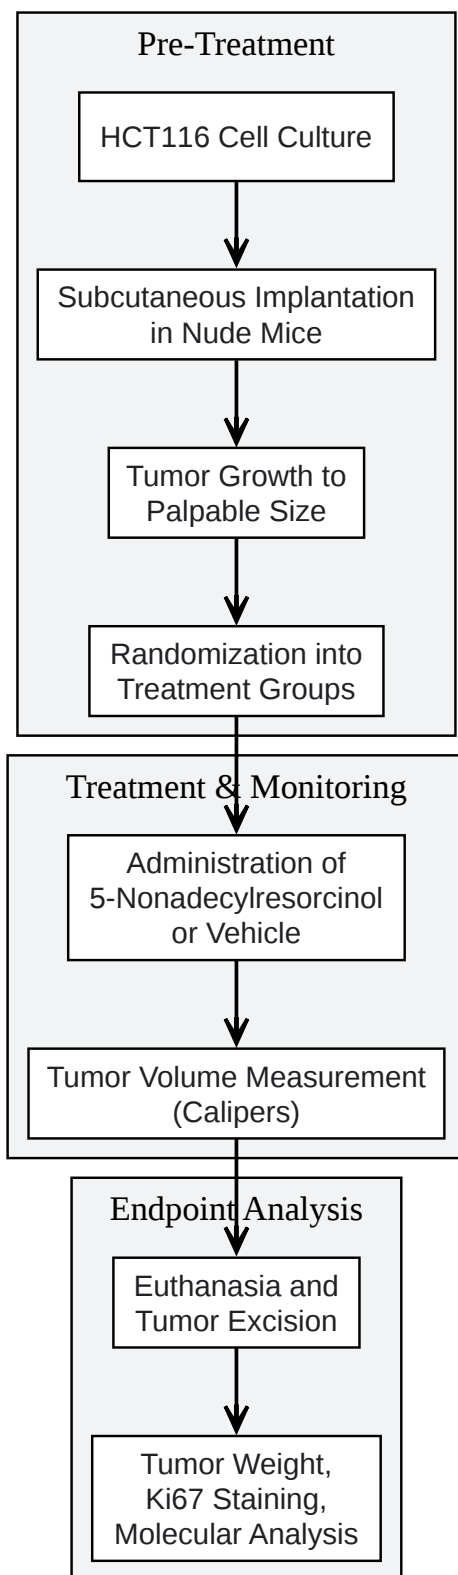 Pre-Treatment
HCT116 Cell Culture
Subcutaneous Implantation
in Nude Mice
Tumor Growth to
Palpable Size
Randomization into
Treatment Groups
Treatment & Monitoring
Administration of
5-Nonadecylresorcinol
or Vehicle
Tumor Volume Measurement
(Calipers)
Endpoint Analysis
Euthanasia and
Tumor Excision
Tumor Weight,
Ki67 Staining,
Molecular Analysis